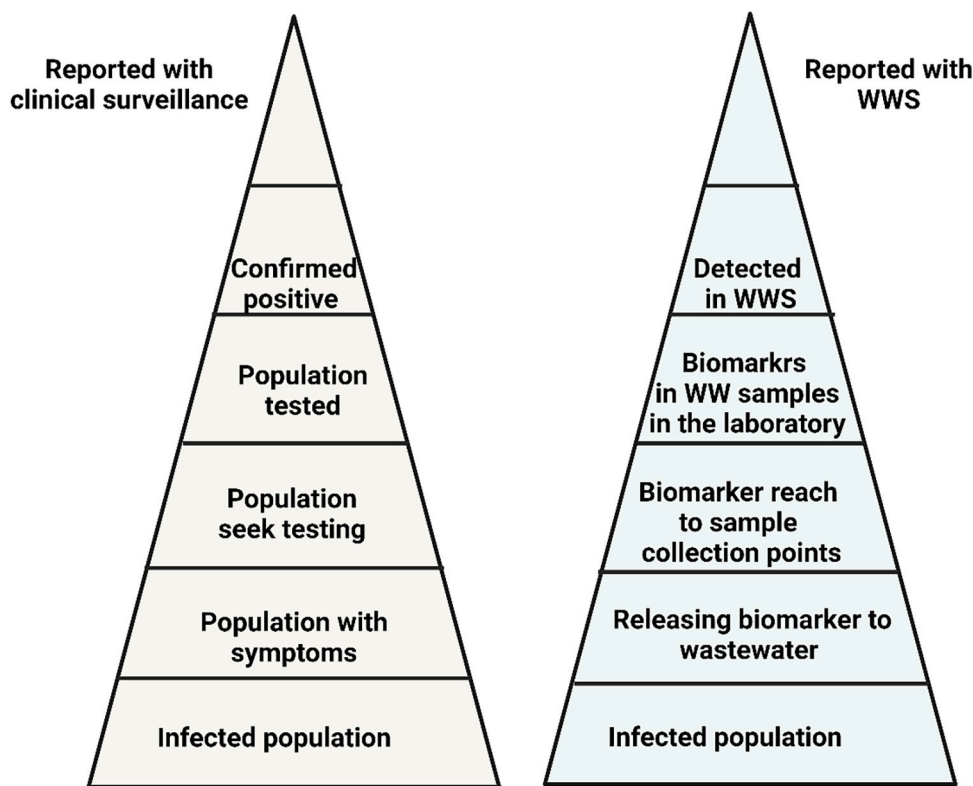 Reported with
clinical surveillance
Confirmed
positive
Population
tested
Population
seek testing
Population with
symptoms
Infected population
Reported with
WWS
Detected
in WWS
Biomarkrs
in WW samples
in the laboratory
Biomarker reach
to sample
collection points
Releasing biomarker to
wastewater
Infected population